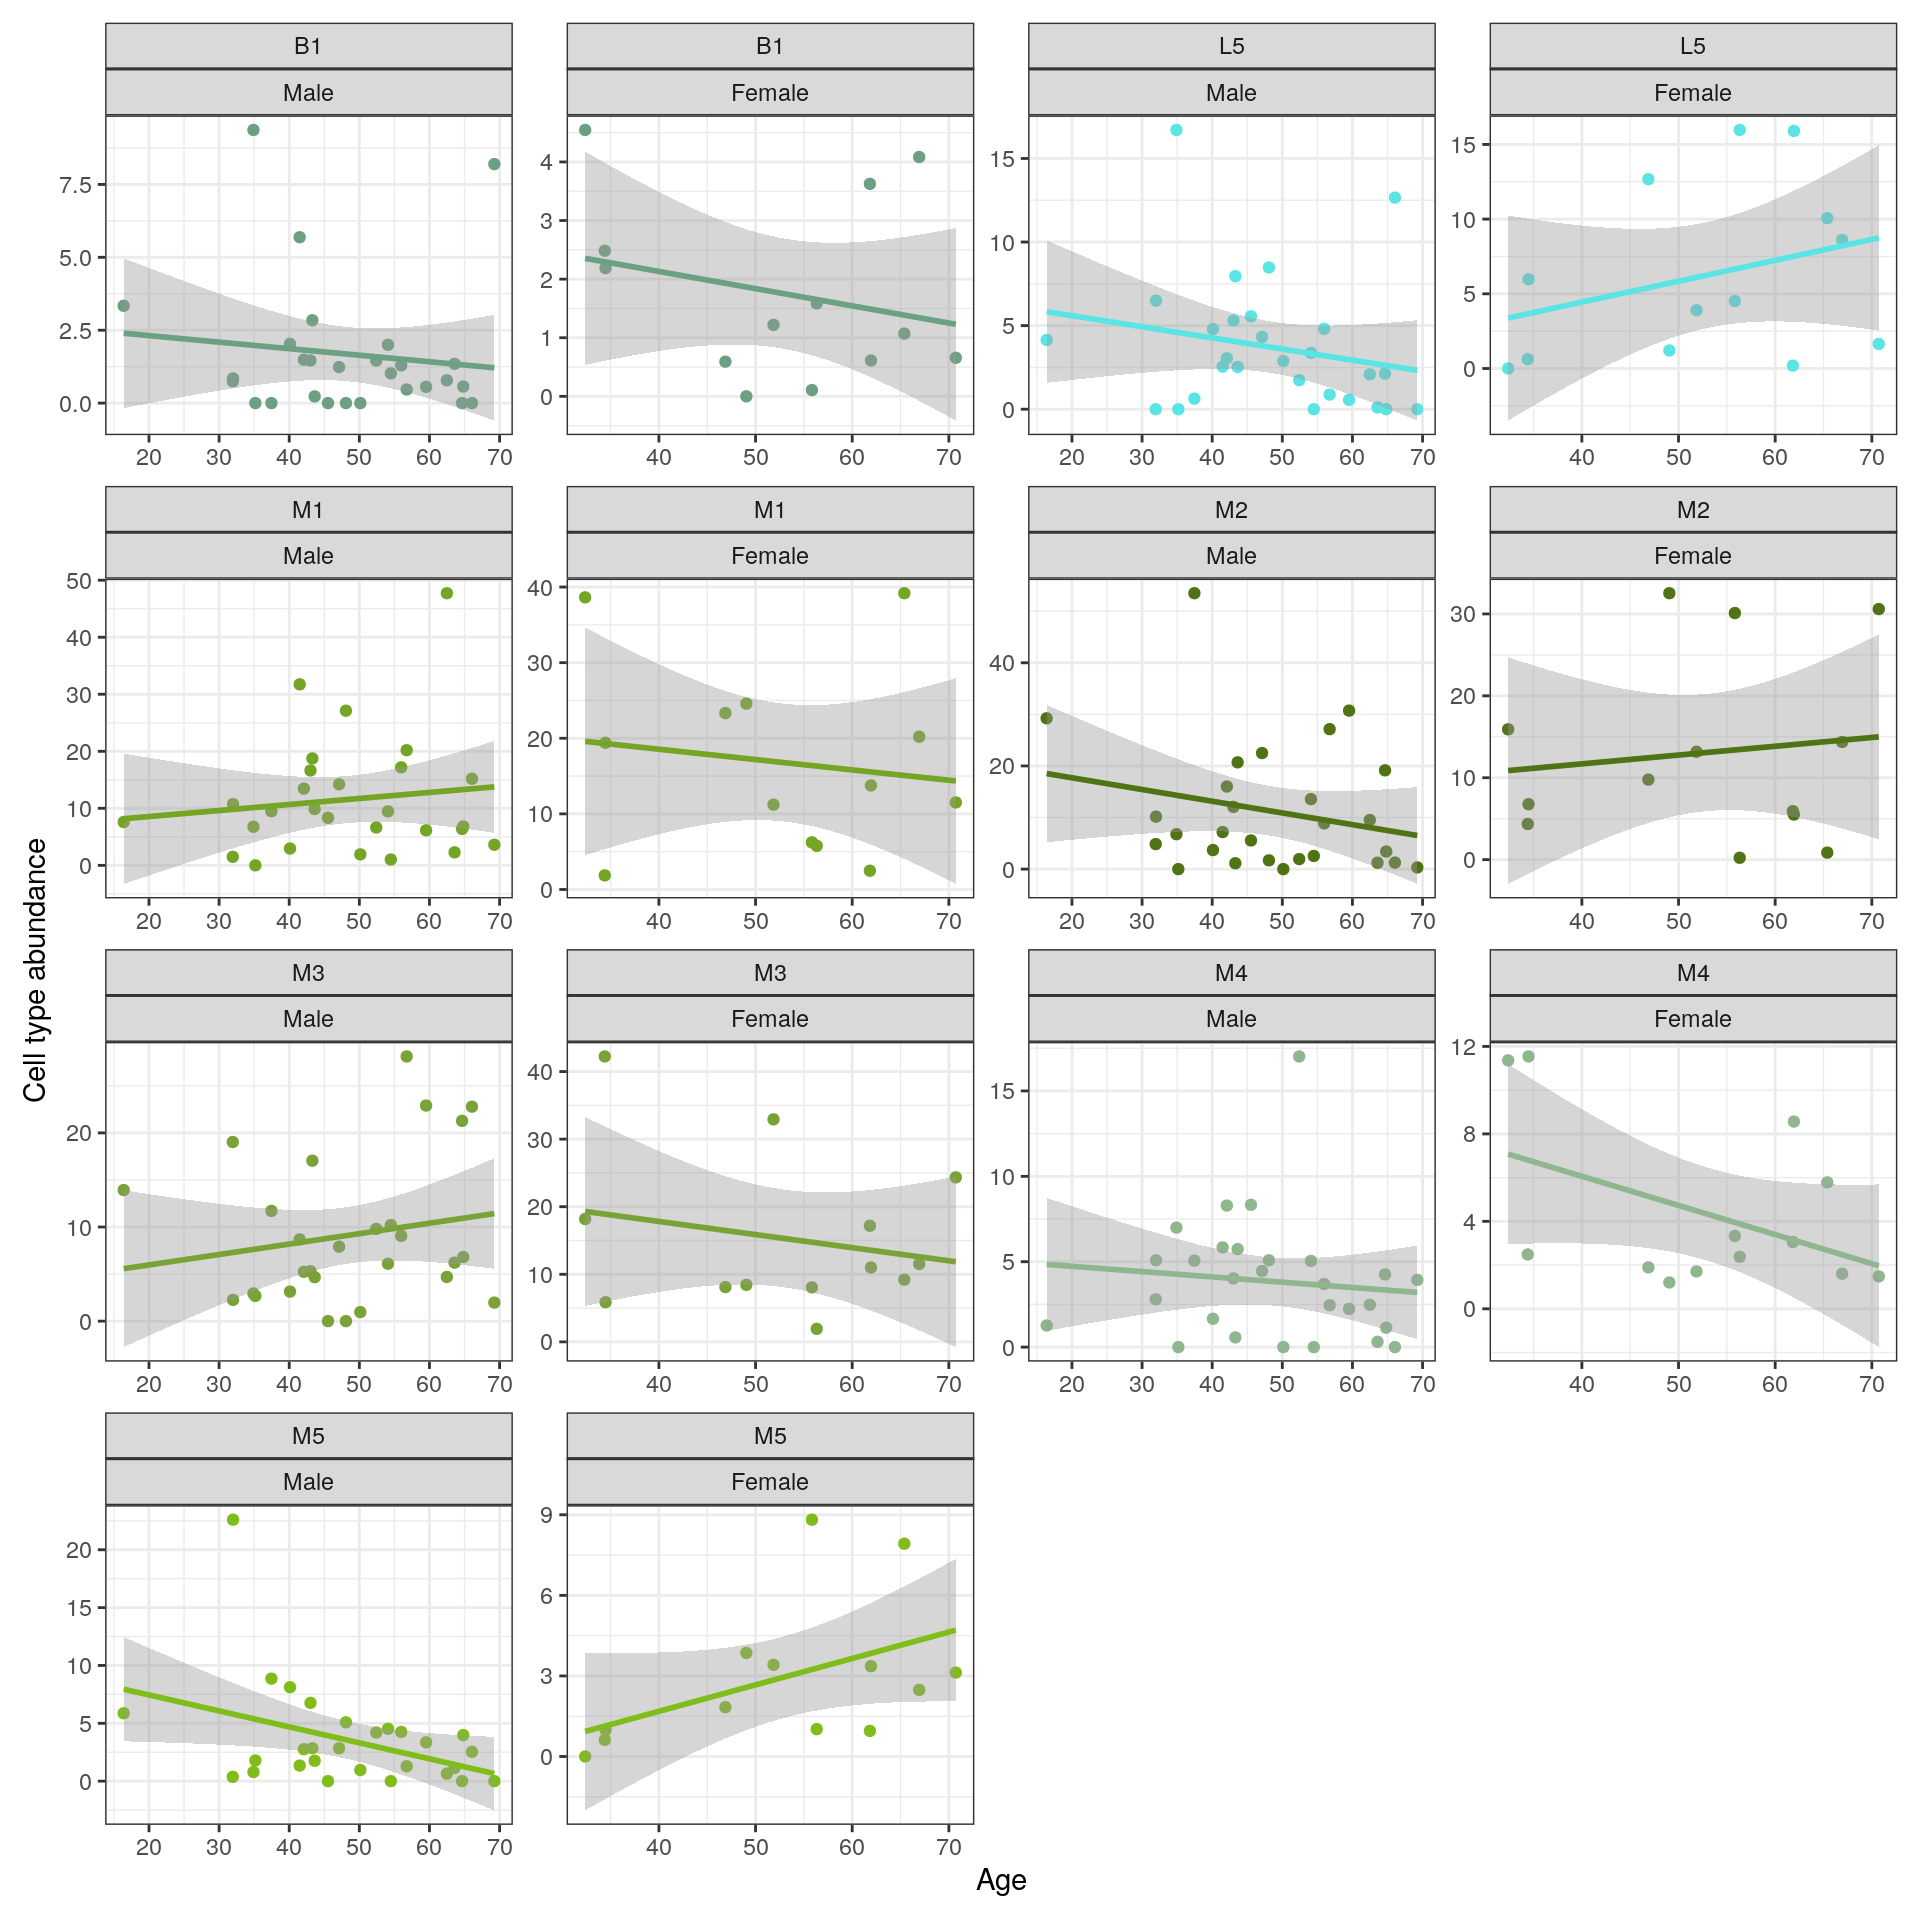 B1 B1 L5 L5
Male Female Male Female
7.5 5.0 2.5 0.0
4 3 2 1 0
15 10 5 0
15 10 5 0
20 30 40 50 60 70
40 50 60 70
20 30 40 50 60 70
40 50 60 70
M1 M1 M2 M2
Male Female Male Female
50 40 30 20 10 0
40 30 20 10 0
40 20 0
30 20 10 0
20 30 40 50 60 70
40 50 60 70
20 30 40 50 60 70
40 50 60 70
Cell type abundance
M3 M3 M4 M4
Male Female Male Female
20 10 0
40 30 20 10 0
15 10 5 0
12 8 4 0
20 30 40 50 60 70
40 50 60 70
20 30 40 50 60 70
40 50 60 70
M5 M5
Male Female
20 15 10 5 0
9 6 3 0
20 30 40 50 60 70
40 50 60 70
Age